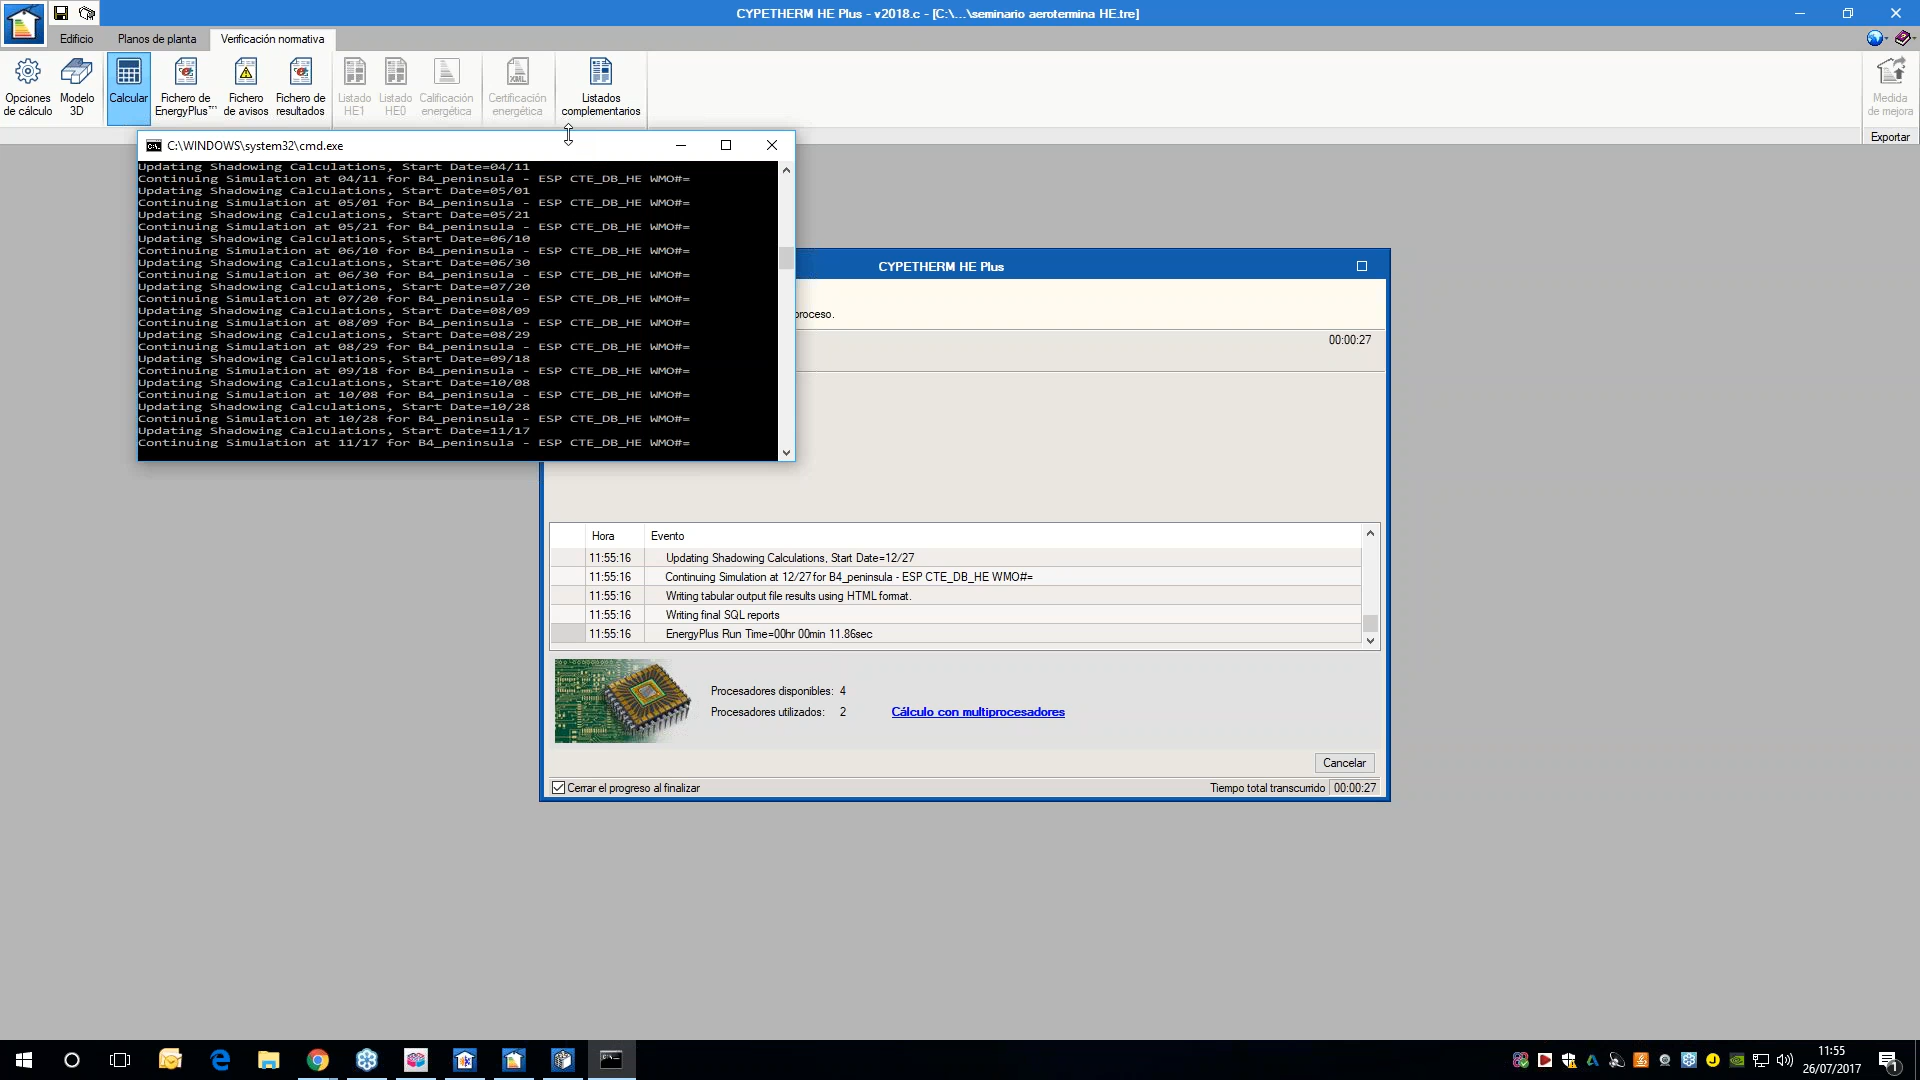 CYPETHERM HE Plus - v2018.c - [C:\...\seminario aerotermina HE.tre]
Edificio
Planos de planta
Verificación normativa
Opciones de cálculo
Modelo 3D
Calcular
Fichero de EnergyPlus™
Fichero de avisos
Fichero de resultados
Listado HE1
Listado HE0
Calificación energética
XML
Certificación energética
Listados complementarios
Medida de mejora
Exportar
C:\WINDOWS\system32\cmd.exe
Updating Shadowing Calculations, Start Date=04/11
Continuing Simulation at 04/11 for B4_peninsula - ESP CTE_DB_HE WMO#=
Updating Shadowing Calculations, Start Date=05/01
Continuing Simulation at 05/01 for B4_peninsula - ESP CTE_DB_HE WMO#=
Updating Shadowing Calculations, Start Date=05/21
Continuing Simulation at 05/21 for B4_peninsula - ESP CTE_DB_HE WMO#=
Updating Shadowing Calculations, Start Date=06/10
Continuing Simulation at 06/10 for B4_peninsula - ESP CTE_DB_HE WMO#=
Updating Shadowing Calculations, Start Date=06/30
Continuing Simulation at 06/30 for B4_peninsula - ESP CTE_DB_HE WMO#=
Updating Shadowing Calculations, Start Date=07/20
Continuing Simulation at 07/20 for B4_peninsula - ESP CTE_DB_HE WMO#=
Updating Shadowing Calculations, Start Date=08/09
Continuing Simulation at 08/09 for B4_peninsula - ESP CTE_DB_HE WMO#=
Updating Shadowing Calculations, Start Date=08/29
Continuing Simulation at 08/29 for B4_peninsula - ESP CTE_DB_HE WMO#=
Updating Shadowing Calculations, Start Date=09/18
Continuing Simulation at 09/18 for B4_peninsula - ESP CTE_DB_HE WMO#=
Updating Shadowing Calculations, Start Date=10/08
Continuing Simulation at 10/08 for B4_peninsula - ESP CTE_DB_HE WMO#=
Updating Shadowing Calculations, Start Date=10/28
Continuing Simulation at 10/28 for B4_peninsula - ESP CTE_DB_HE WMO#=
Updating Shadowing Calculations, Start Date=11/17
Continuing Simulation at 11/17 for B4_peninsula - ESP CTE_DB_HE WMO#=
CYPETHERM HE Plus
proceso.
00:00:27
Hora Evento
11:55:16 Updating Shadowing Calculations, Start Date=12/27
11:55:16 Continuing Simulation at 12/27 for B4_peninsula - ESP CTE_DB_HE WMO#=
11:55:16 Writing tabular output file results using HTML format.
11:55:16 Writing final SQL reports
11:55:16 EnergyPlus Run Time=00hr 00min 11.86sec
Procesadores disponibles: 4
Procesadores utilizados: 2 Cálculo con multiprocesadores
Cancelar
Cerrar el progreso al finalizar
Tiempo total transcurrido 00:00:27
11:55
26/07/2017
1